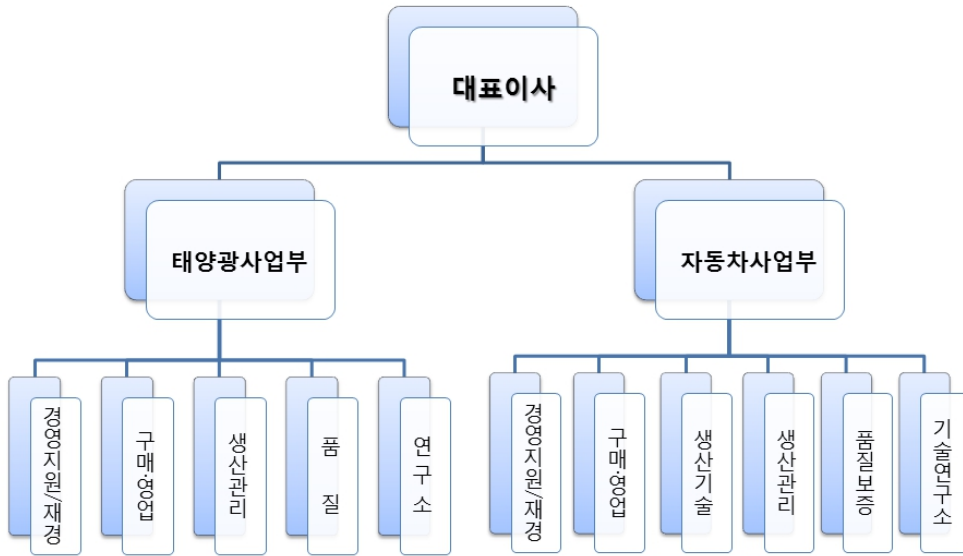 대표이사
태양광사업부
자동차사업부
경영지원/재경
구매·영업
생산관리
품 질
연구소
경영지원/재경
구매·영업
생산기술
생산관리
품질보증
기술연구소